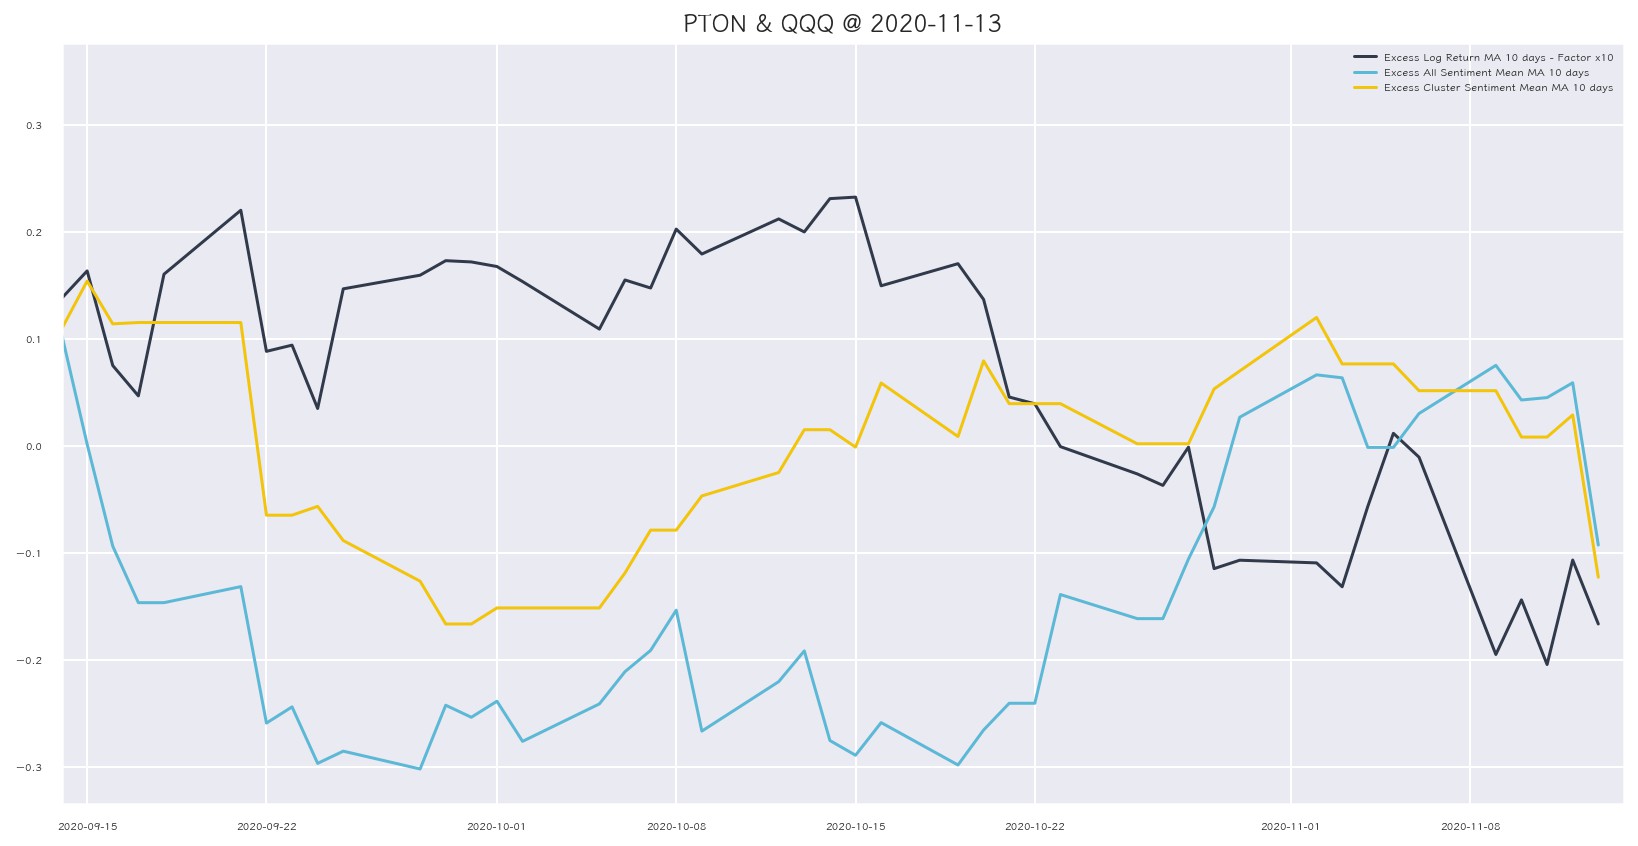 PTON & QQQ @ 2020-11-13
Excess Log Return MA 10 days - Factor x10
Excess All Sentiment Mean MA 10 days
Excess Cluster Sentiment Mean MA 10 days
0.3
0.2
0.1
0.0
−0.1
−0.2
−0.3
2020-09-15 2020-09-22 2020-10-01 2020-10-08 2020-10-15 2020-10-22 2020-11-01 2020-11-08